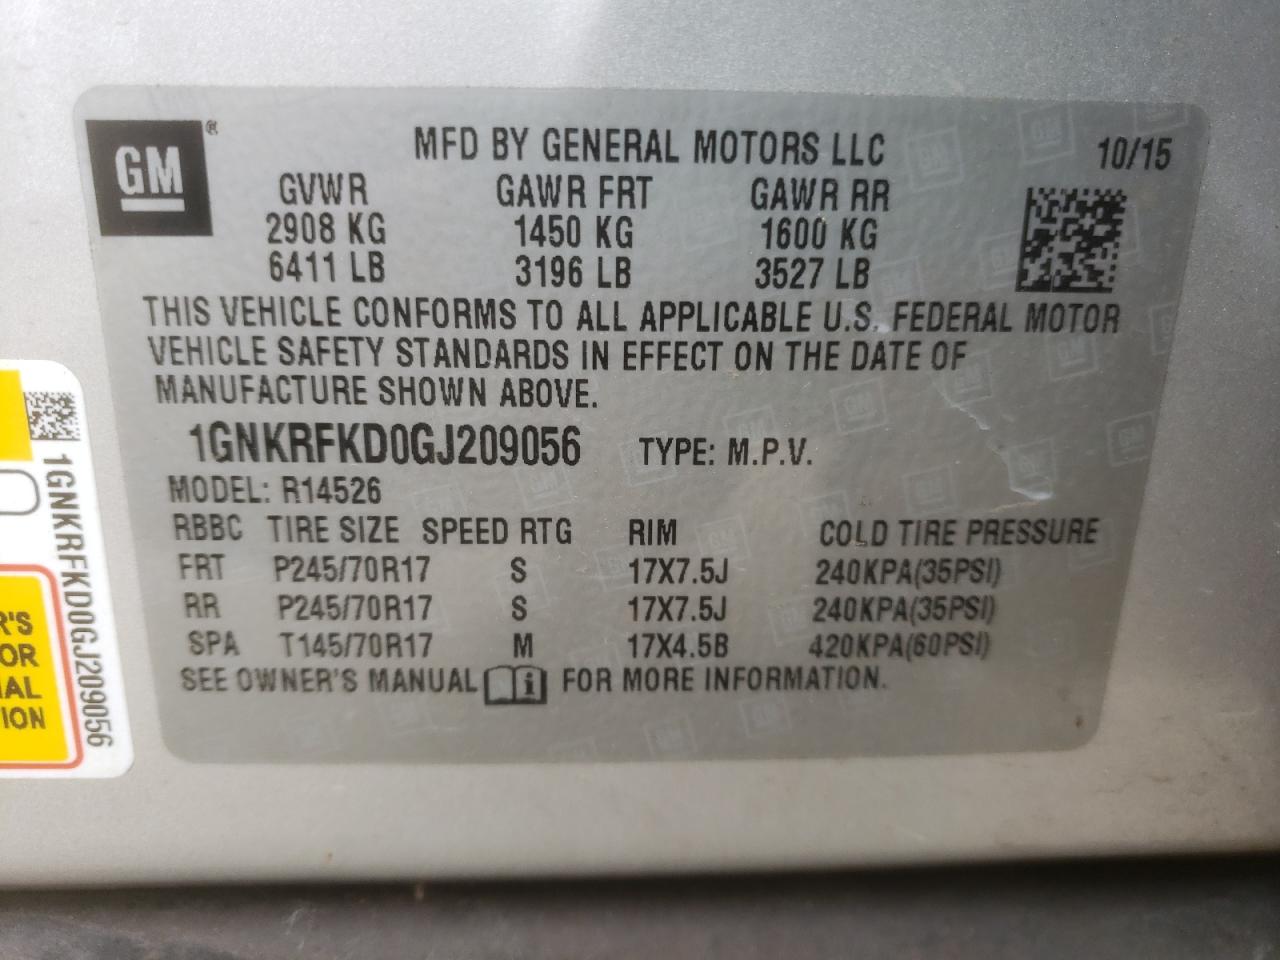 GM®
MFD BY GENERAL MOTORS LLC 10/15
GVWR GAWR FRT GAWR RR
2908 KG 1450 KG 1600 KG
6411 LB 3196 LB 3527 LB
THIS VEHICLE CONFORMS TO ALL APPLICABLE U.S. FEDERAL MOTOR
VEHICLE SAFETY STANDARDS IN EFFECT ON THE DATE OF
MANUFACTURE SHOWN ABOVE.
1GNKRFKD0GJ209056 TYPE: M.P.V.
MODEL: R14526
RBBC TIRE SIZE SPEED RTG RIM COLD TIRE PRESSURE
FRT P245/70R17 S 17X7.5J 240KPA(35PSI)
RR P245/70R17 S 17X7.5J 240KPA(35PSI)
SPA T145/70R17 M 17X4.5B 420KPA(60PSI)
SEE OWNER'S MANUAL i FOR MORE INFORMATION.
1GNKRFKD0GJ209056
R'S
OR
IAL
ION